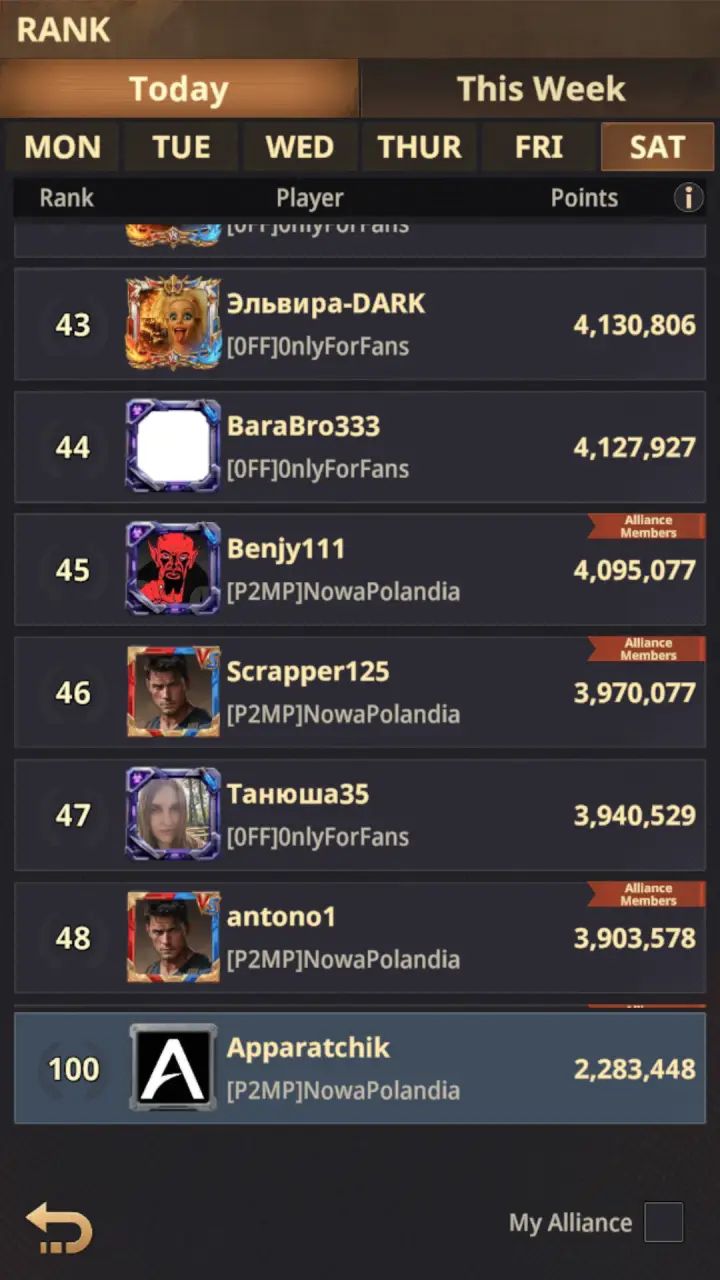 RANK
Today
This Week
MON
TUE
WED
THUR
FRI
SAT
Rank
Player
Points
[0FF]0nlyForFans
43
Эльвира-DARK
[0FF]0nlyForFans
4,130,806
44
BaraBro333
[0FF]0nlyForFans
4,127,927
Alliance
Members
45
Benjy111
[P2MP]NowaPolandia
4,095,077
Alliance
Members
46
Scrapper125
[P2MP]NowaPolandia
3,970,077
47
Танюша35
[0FF]0nlyForFans
3,940,529
Alliance
Members
48
antono1
[P2MP]NowaPolandia
3,903,578
100
Apparatchik
[P2MP]NowaPolandia
2,283,448
My Alliance